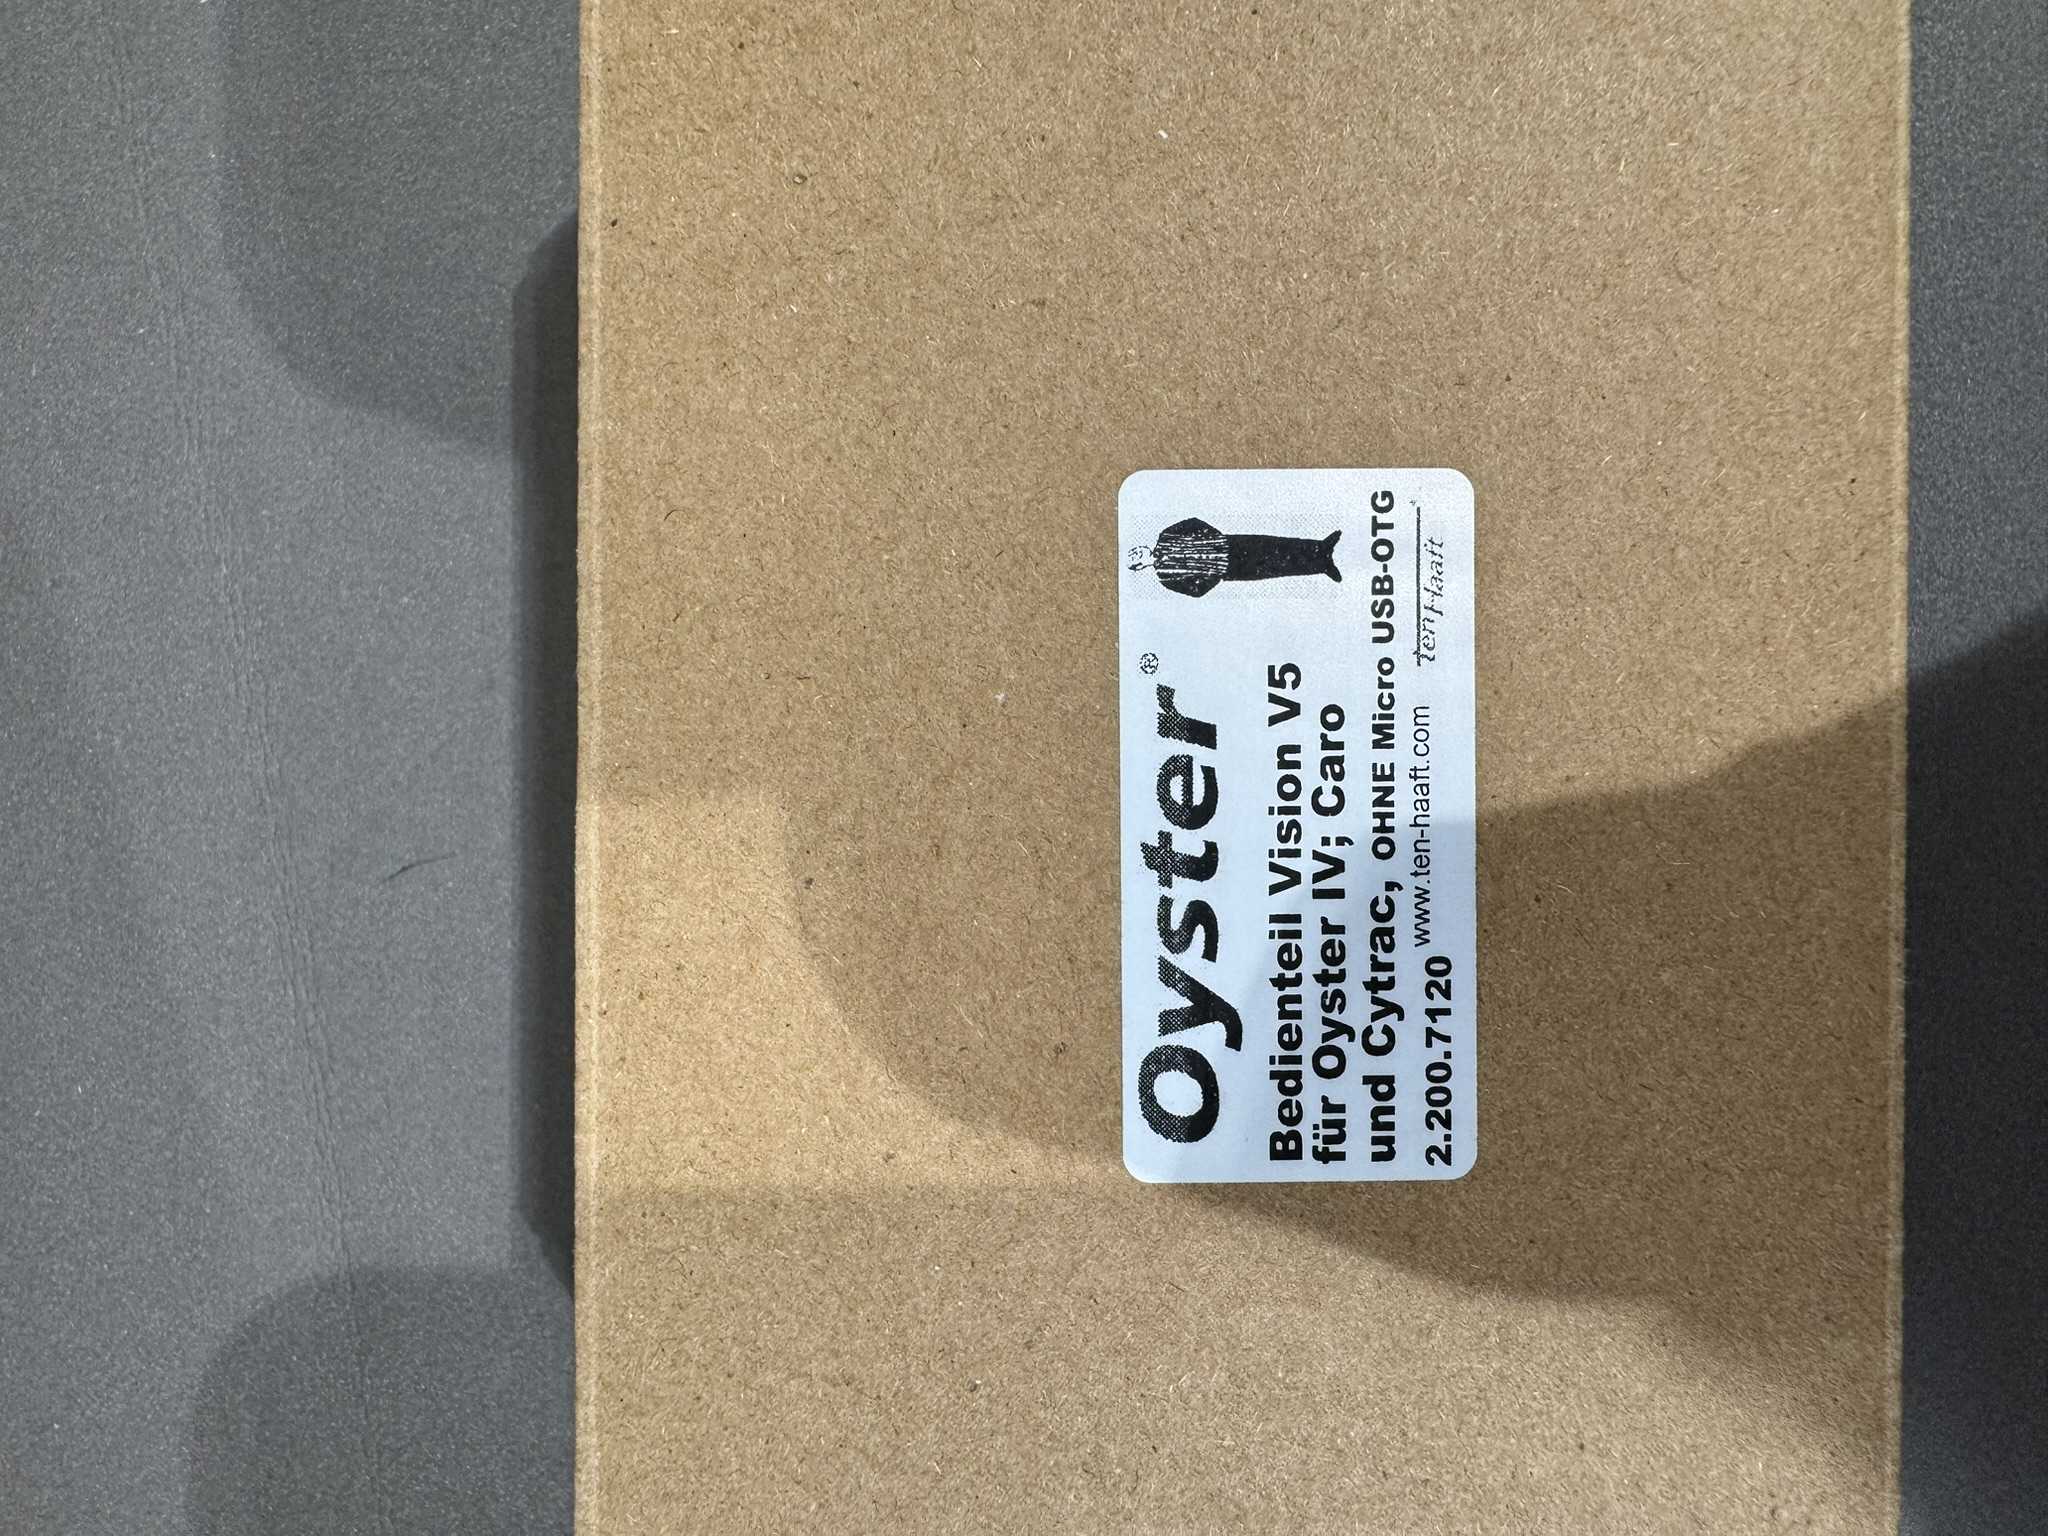 Oyster®
Bedienteil Vision V5
für Oyster IV; Caro
und Cytrac, OHNE Micro USB-OTG
2.200.7120 www.ten-haaft.com ten Haaft